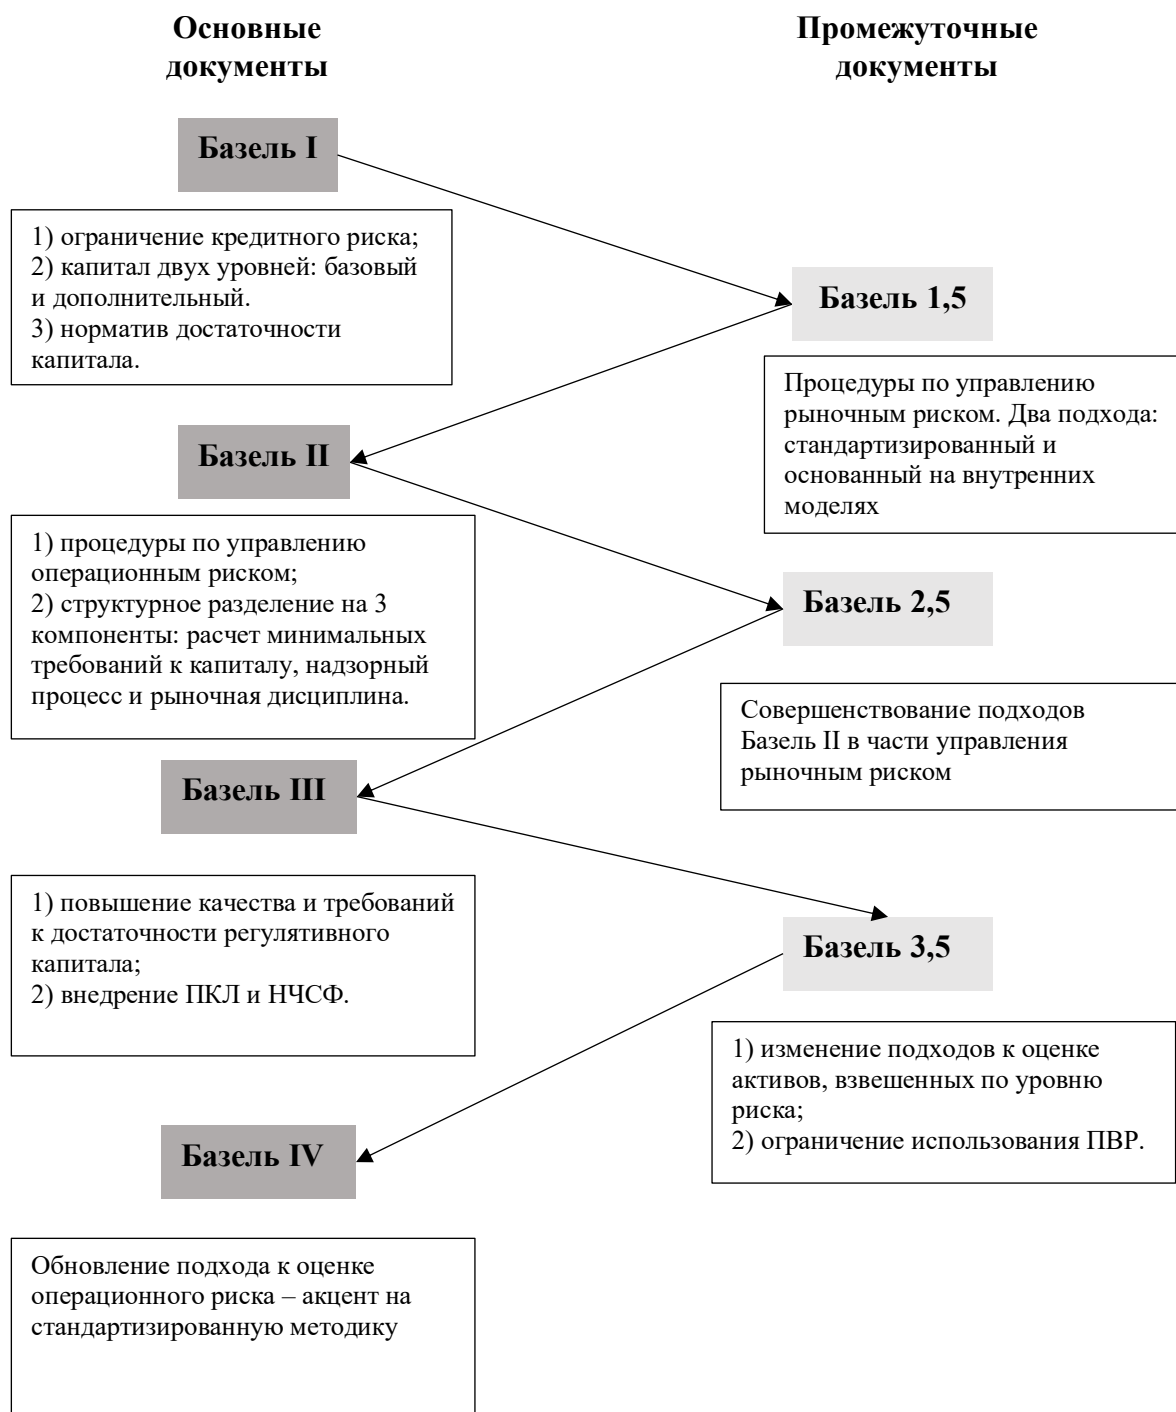 Основные
документы
Промежуточные
документы
Базель I
1) ограничение кредитного риска;
2) капитал двух уровней: базовый
и дополнительный.
3) норматив достаточности
капитала.
Базель 1,5
Процедуры по управлению
рыночным риском. Два подхода:
стандартизированный и
основанный на внутренних
моделях
Базель II
1) процедуры по управлению
операционным риском;
2) структурное разделение на 3
компоненты: расчет минимальных
требований к капиталу, надзорный
процесс и рыночная дисциплина.
Базель 2,5
Совершенствование подходов
Базель II в части управления
рыночным риском
Базель III
1) повышение качества и требований
к достаточности регулятивного
капитала;
2) внедрение ПКЛ и НЧСФ.
Базель 3,5
1) изменение подходов к оценке
активов, взвешенных по уровню
риска;
2) ограничение использования ПВР.
Базель IV
Обновление подхода к оценке
операционного риска – акцент на
стандартизированную методику